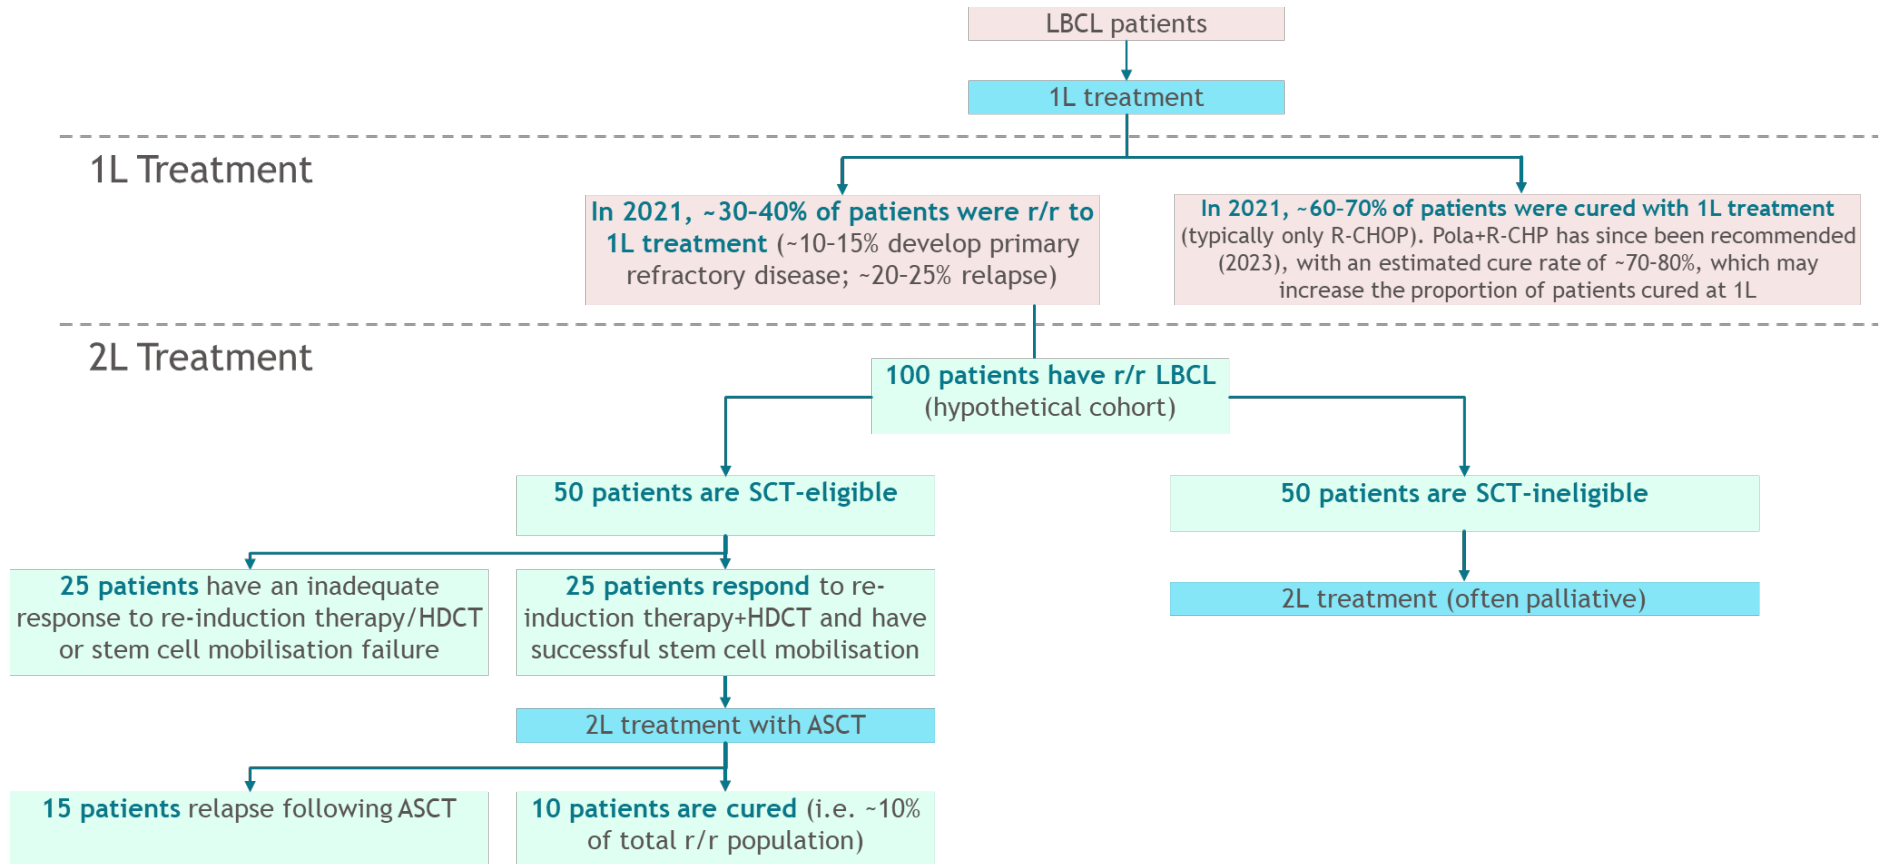 LBCL patients
1L treatment
1L Treatment
In 2021, ~30-40% of patients were r/r to
1L treatment (~10-15% develop primary
refractory disease; ~20-25% relapse)
In 2021, ~60-70% of patients were cured with 1L treatment
(typically only R-CHOP). Pola+R-CHP has since been recommended
(2023), with an estimated cure rate of ~70-80%, which may
increase the proportion of patients cured at 1L
2L Treatment
100 patients have r/r LBCL
(hypothetical cohort)
50 patients are SCT-eligible
50 patients are SCT-ineligible
25 patients have an inadequate
response to re-induction therapy/HDCT
or stem cell mobilisation failure
25 patients respond to re-
induction therapy+HDCT and have
successful stem cell mobilisation
2L treatment (often palliative)
2L treatment with ASCT
15 patients relapse following ASCT
10 patients are cured (i.e. ~10%
of total r/r population)